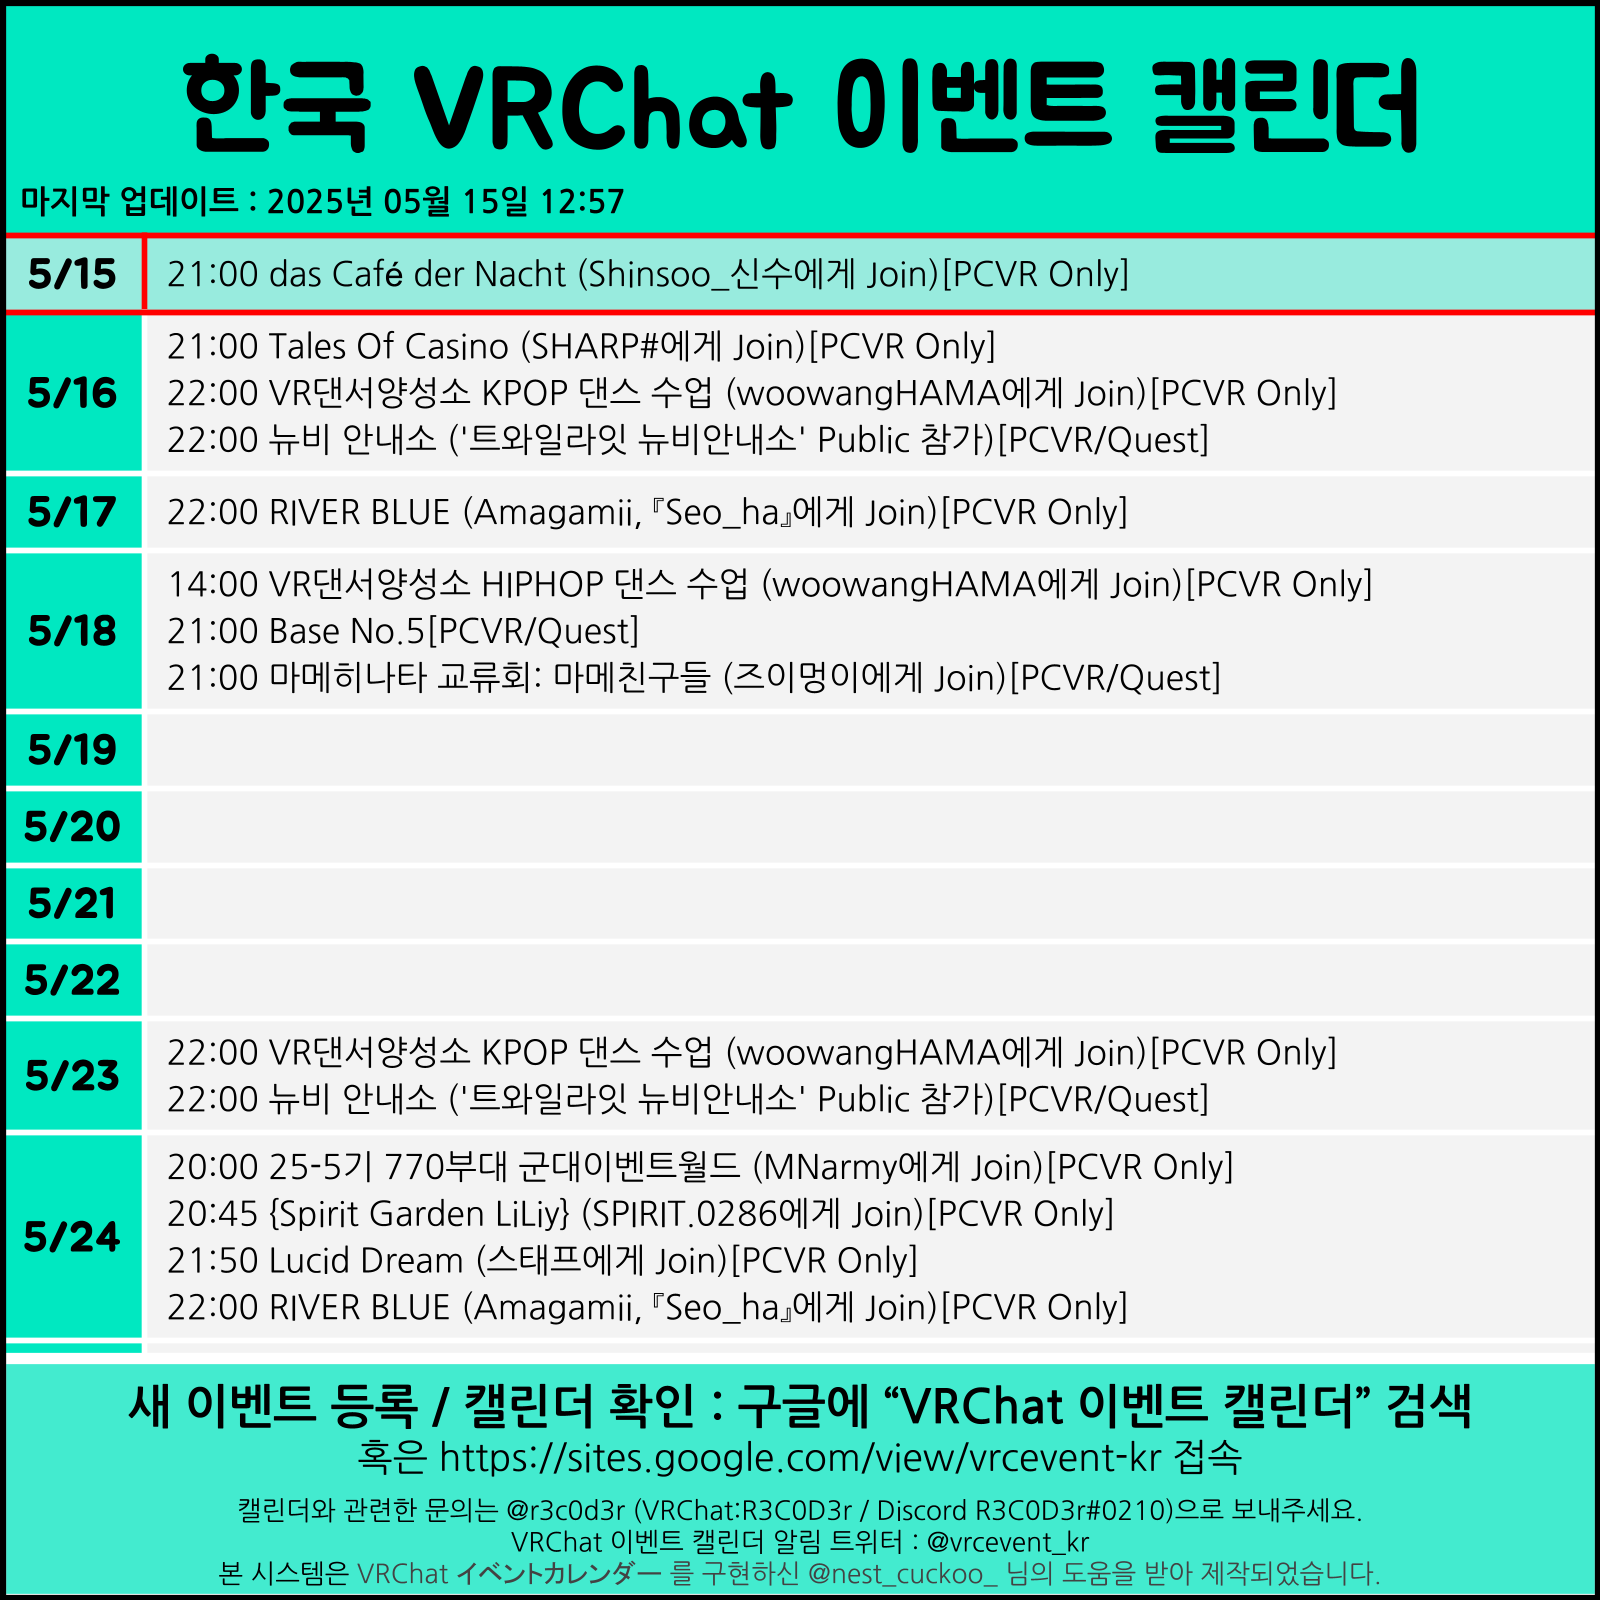 한국 VRChat 이벤트 캘린더
마지막 업데이트 : 2025년 05월 15일 12:57
5/15
21:00 das Café der Nacht (Shinsoo_신수에게 Join)[PCVR Only]
5/16
21:00 Tales Of Casino (SHARP#에게 Join)[PCVR Only]
22:00 VR댄서양성소 KPOP 댄스 수업 (woowangHAMA에게 Join)[PCVR Only]
22:00 뉴비 안내소 ('트와일라잇 뉴비안내소' Public 참가)[PCVR/Quest]
5/17
22:00 RIVER BLUE (Amagamii, 『Seo_ha』에게 Join)[PCVR Only]
5/18
14:00 VR댄서양성소 HIPHOP 댄스 수업 (woowangHAMA에게 Join)[PCVR Only]
21:00 Base No.5[PCVR/Quest]
21:00 마메히나타 교류회: 마메친구들 (즈이멍이에게 Join)[PCVR/Quest]
5/19
5/20
5/21
5/22
5/23
22:00 VR댄서양성소 KPOP 댄스 수업 (woowangHAMA에게 Join)[PCVR Only]
22:00 뉴비 안내소 ('트와일라잇 뉴비안내소' Public 참가)[PCVR/Quest]
5/24
20:00 25-5기 770부대 군대이벤트월드 (MNarmy에게 Join)[PCVR Only]
20:45 {Spirit Garden LiLiy} (SPIRIT.0286에게 Join)[PCVR Only]
21:50 Lucid Dream (스태프에게 Join)[PCVR Only]
22:00 RIVER BLUE (Amagamii, 『Seo_ha』에게 Join)[PCVR Only]
새 이벤트 등록 / 캘린더 확인 : 구글에 “VRChat 이벤트 캘린더” 검색
혹은 https://sites.google.com/view/vrcevent-kr 접속
캘린더와 관련한 문의는 @r3c0d3r (VRChat:R3C0D3r / Discord R3C0D3r#0210)으로 보내주세요.
VRChat 이벤트 캘린더 알림 트위터 : @vrcevent_kr
본 시스템은 VRChat イベントカレンダー 를 구현하신 @nest_cuckoo_ 님의 도움을 받아 제작되었습니다.